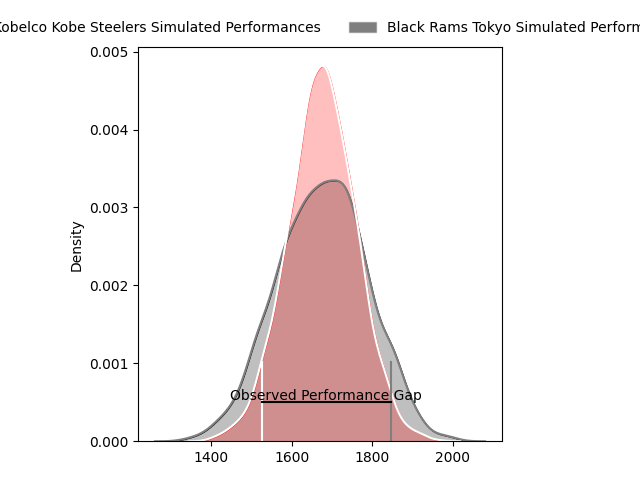 Kobelco Kobe Steelers Simulated Performances
Black Rams Tokyo Simulated Perform
0.005
0.004
0.003
0.002
0.001
0.000
Density
Observed Performance Gap
1400 1600 1800 2000